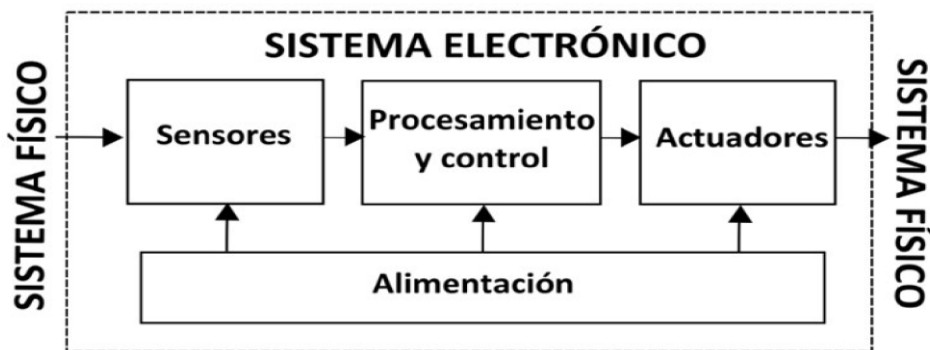 SISTEMA ELECTRÓNICO
SISTEMA FÍSICO
Sensores
Procesamiento
y control
Actuadores
SISTEMA FÍSICO
Alimentación